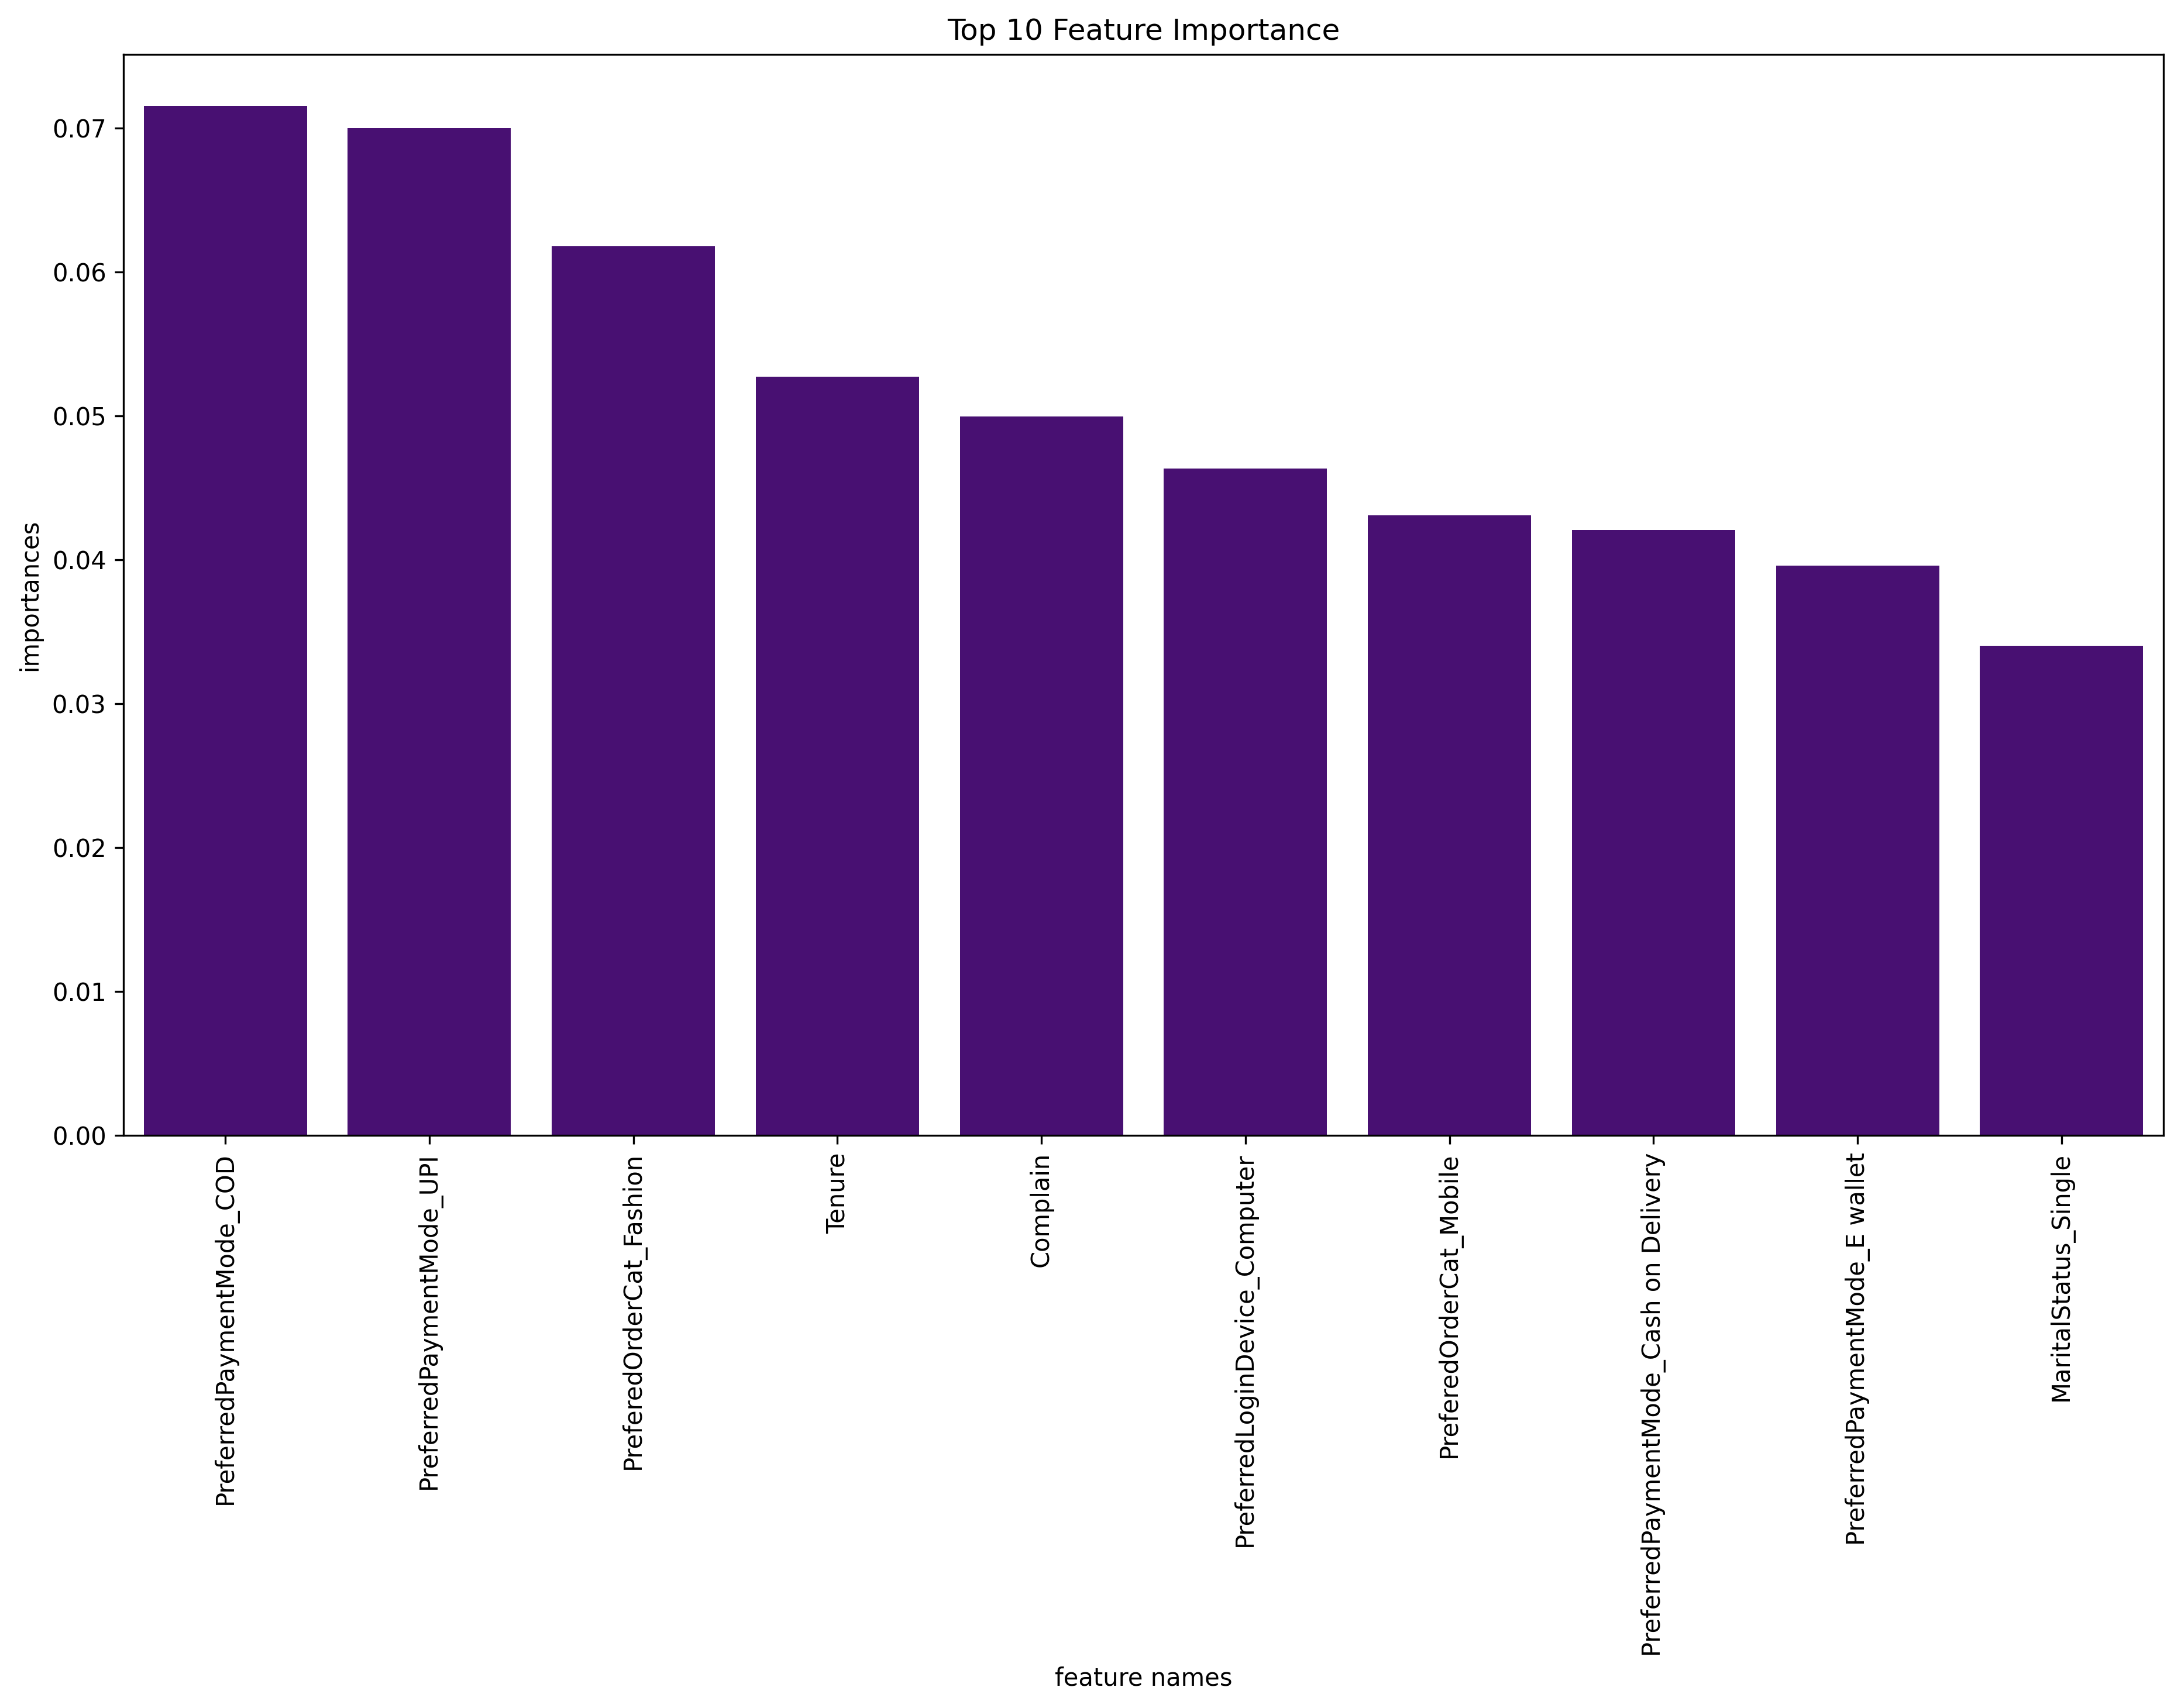 Top 10 Feature Importance
importances
0.07
0.06
0.05
0.04
0.03
0.02
0.01
0.00
PreferredPaymentMode_COD
PreferredPaymentMode_UPI
PreferedOrderCat_Fashion
Tenure
Complain
PreferredLoginDevice_Computer
PreferedOrderCat_Mobile
PreferredPaymentMode_Cash on Delivery
PreferredPaymentMode_E wallet
MaritalStatus_Single
feature names